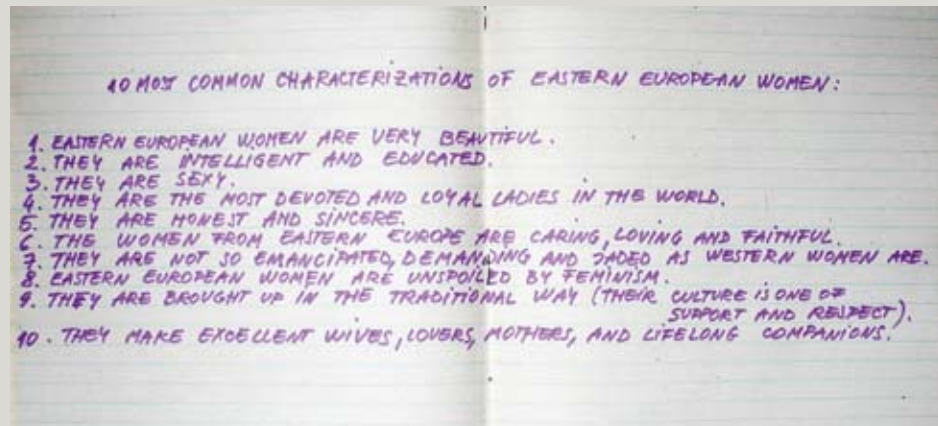 10 MOST COMMON CHARACTERIZATIONS OF EASTERN EUROPEAN WOMEN:
1. EASTERN EUROPEAN WOMEN ARE VERY BEAUTIFUL.
2. THEY ARE INTELLIGENT AND EDUCATED.
3. THEY ARE SEXY.
4. THEY ARE THE MOST DEVOTED AND LOYAL LADIES IN THE WORLD.
5. THEY ARE HONEST AND SINCERE.
6. THE WOMEN FROM EASTERN EUROPE ARE CARING, LOVING AND FAITHFUL.
7. THEY ARE NOT SO EMANCIPATED, DEMANDING AND JADED AS WESTERN WOMEN ARE.
8. EASTERN EUROPEAN WOMEN ARE UNSPOILED BY FEMINISM.
9. THEY ARE BROUGHT UP IN THE TRADITIONAL WAY (THEIR CULTURE IS ONE OF
SUPPORT AND RESPECT).
10. THEY MAKE EXCELLENT WIVES, LOVERS, MOTHERS, AND LIFELONG COMPANIONS.